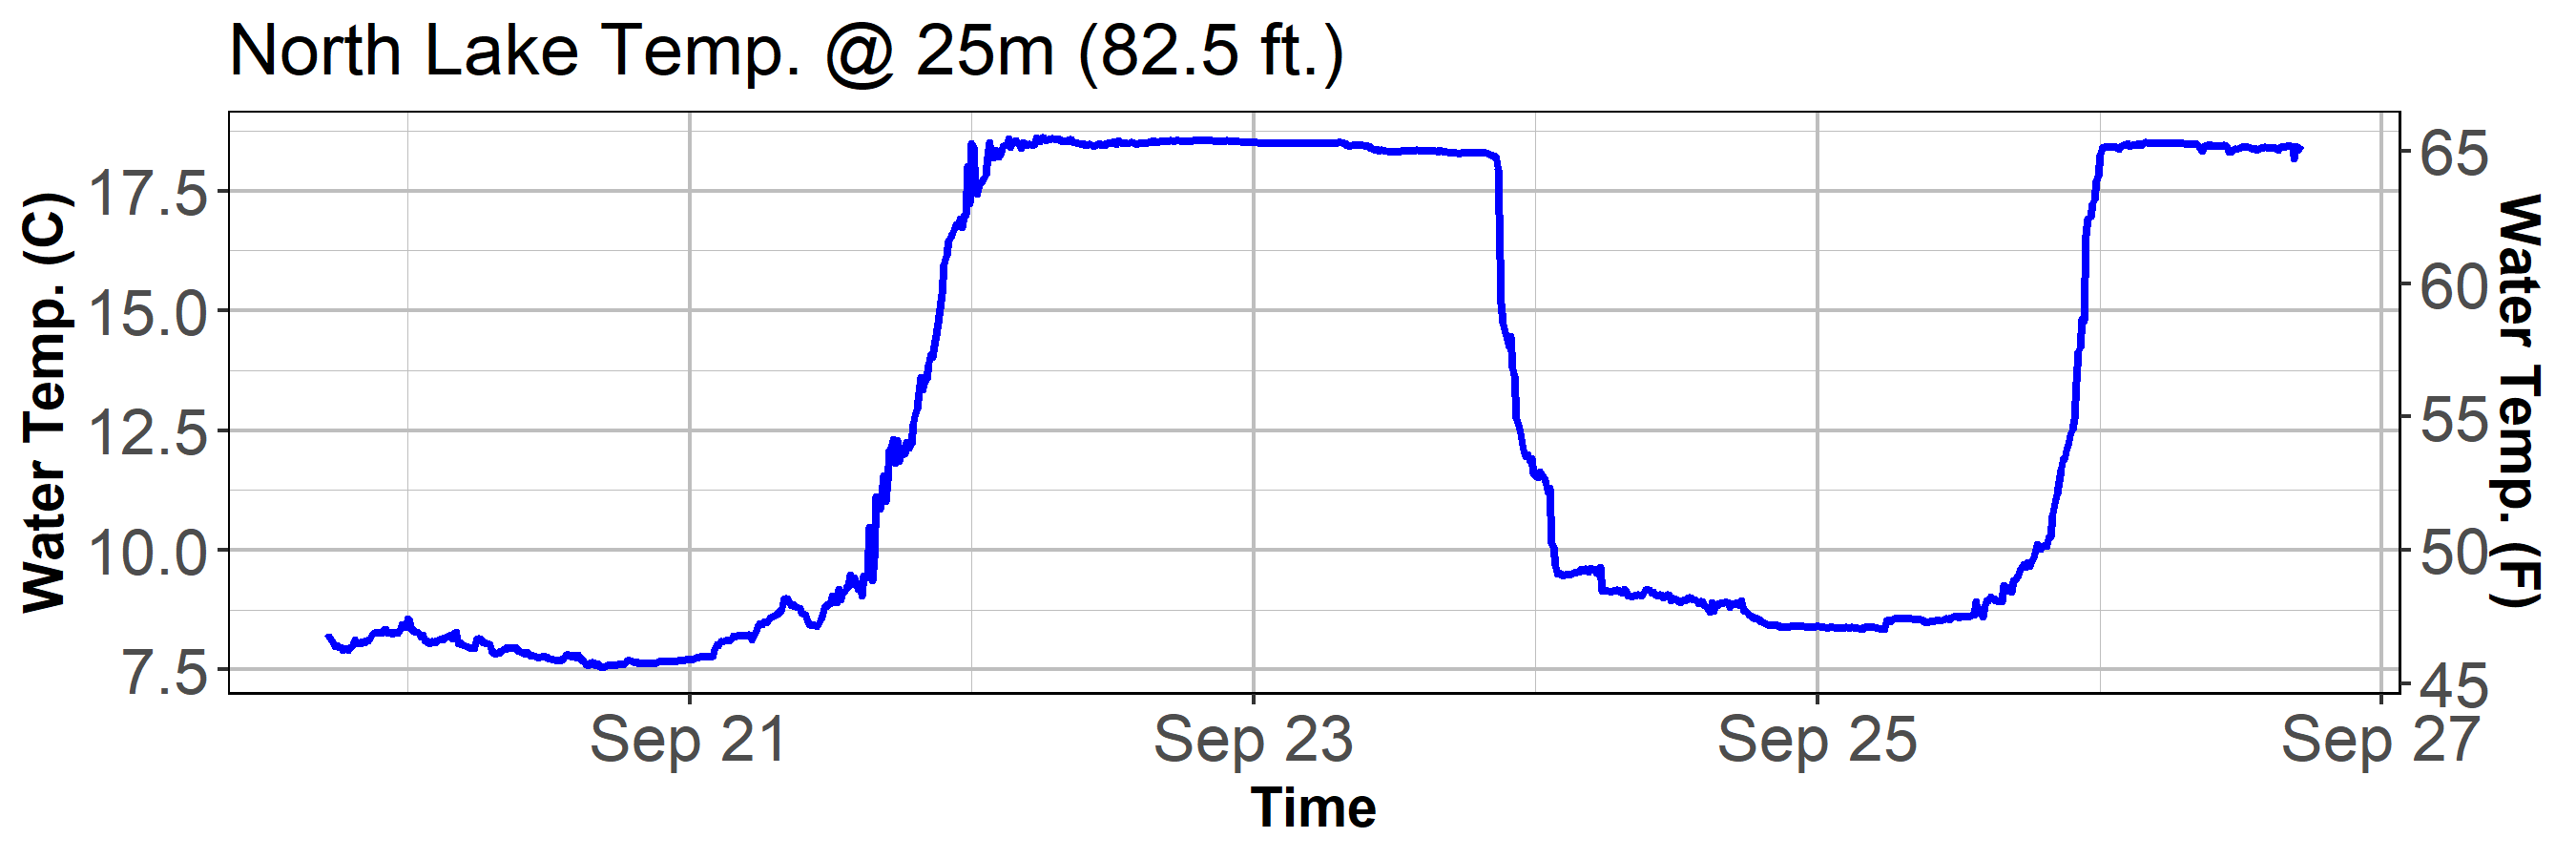 North Lake Temp. @ 25m (82.5 ft.)
Water Temp. (C)
17.5
15.0
12.5
10.0
7.5
65
60
55
50
45
Water Temp. (F)
Sep 21 Sep 23 Sep 25 Sep 27
Time